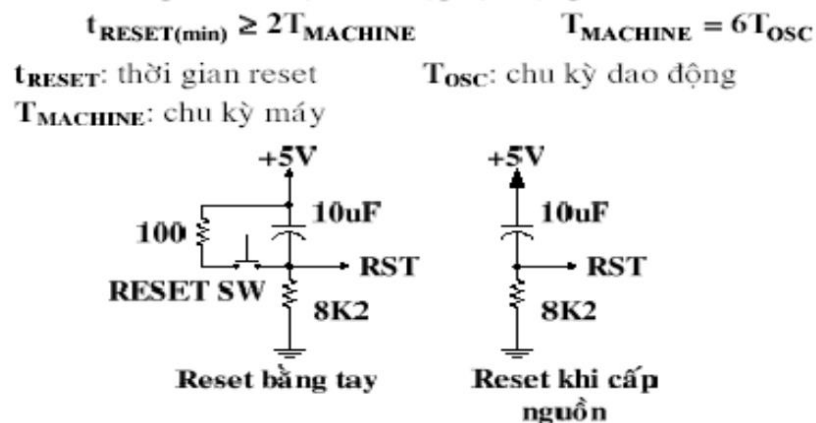 tRESET(min) ≥ 2TMACHINE TMACHINE = 6TOSC
tRESET: thời gian reset TOSC: chu kỳ dao động
TMACHINE: chu kỳ máy
+5V +5V
10uF 10uF
100
RST RST
RESET SW
8K2 8K2
Reset bằng tay Reset khi cấp
nguồn